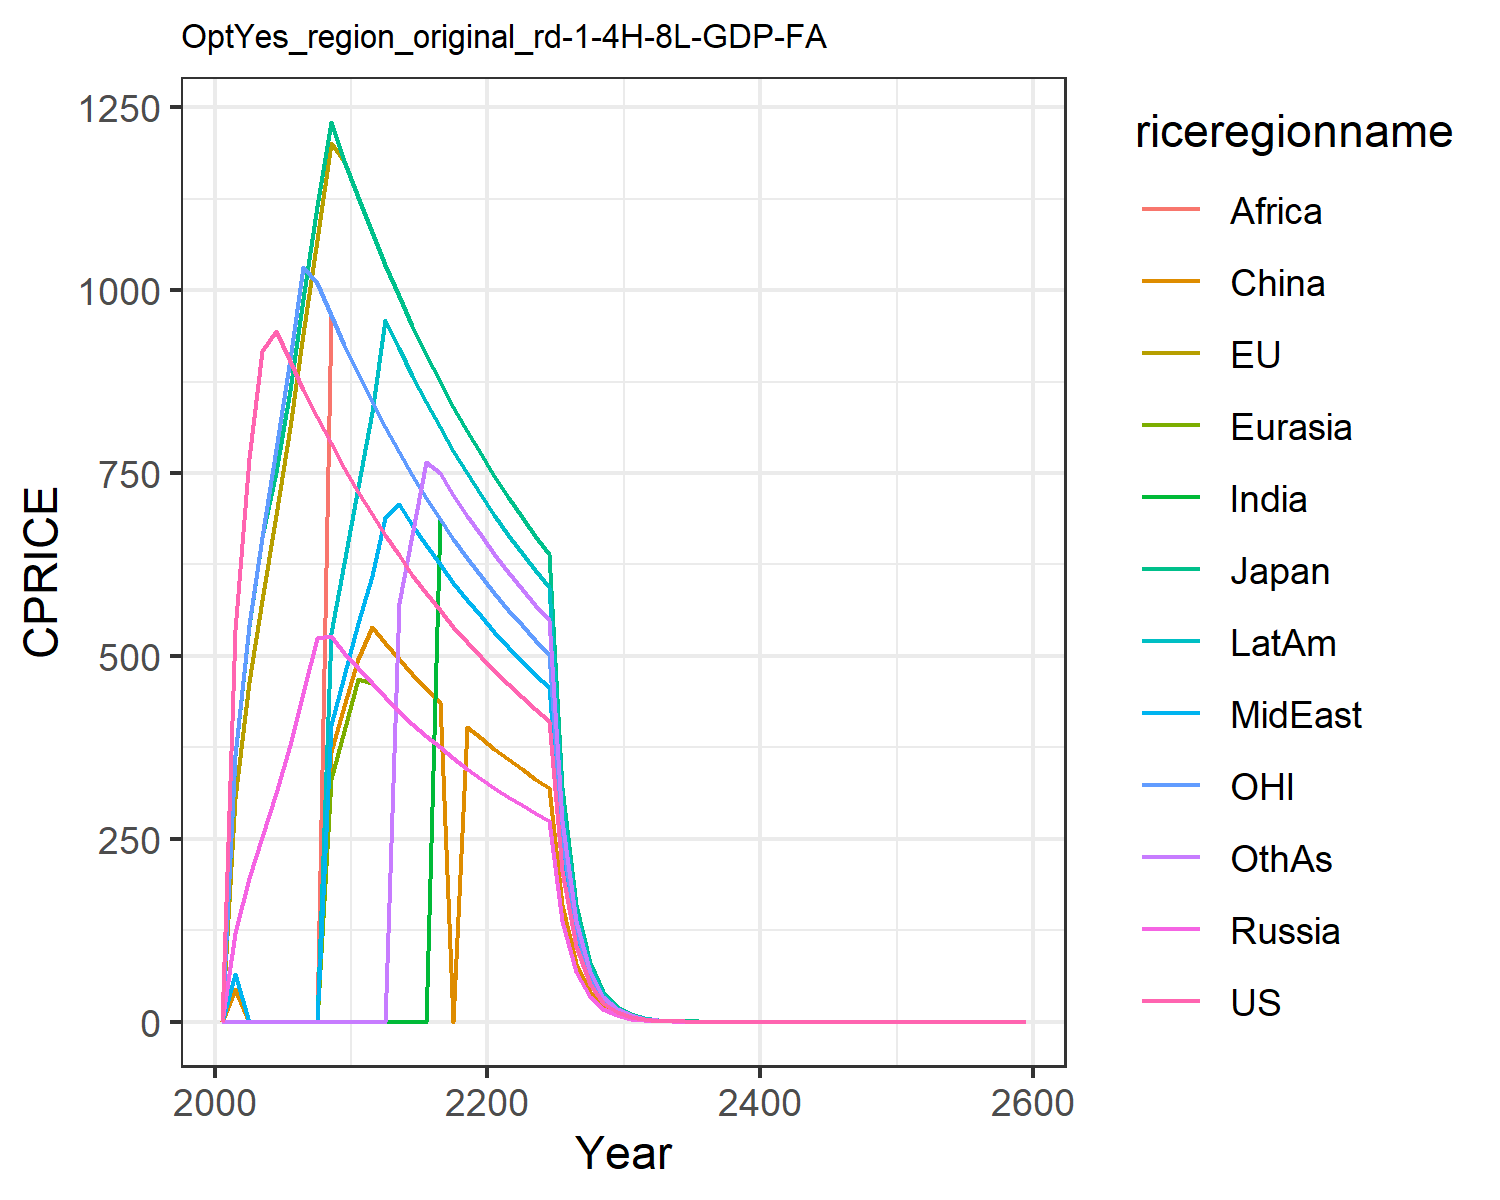 OptYes_region_original_rd-1-4H-8L-GDP-FA
1250
1000
750
500
250
0
CPRICE
2000 2200 2400 2600
Year
riceregionname
Africa
China
EU
Eurasia
India
Japan
LatAm
MidEast
OHI
OthAs
Russia
US